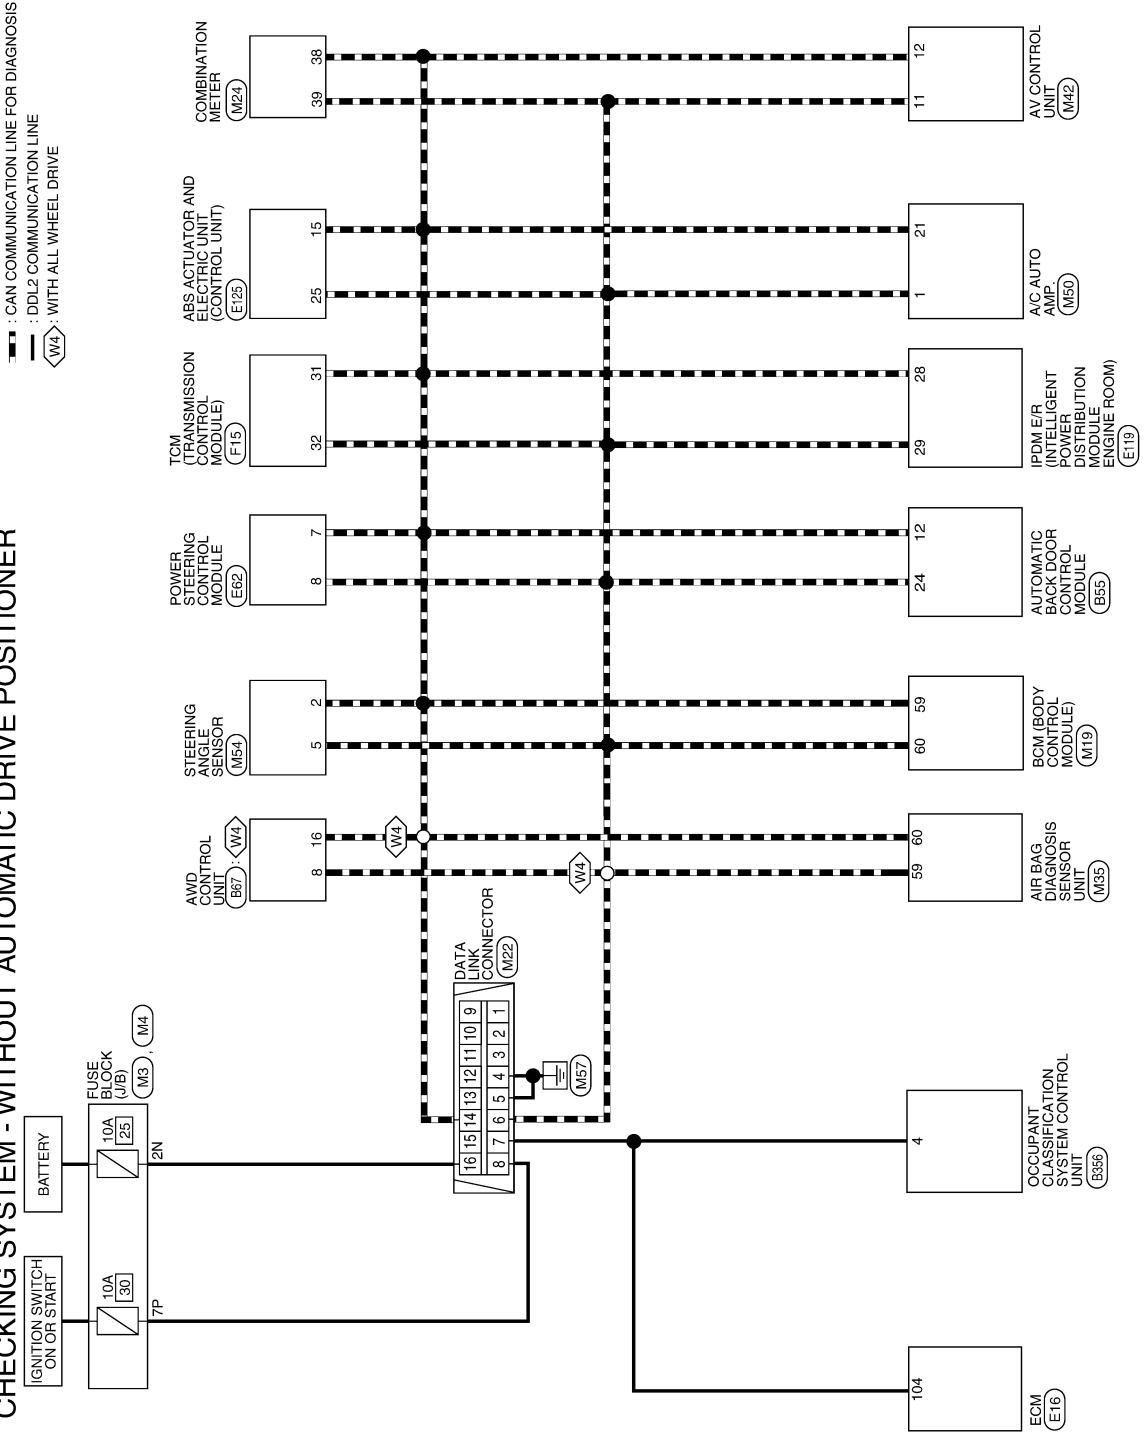 CHECKING SYSTEM - WITHOUT AUTOMATIC DRIVE POSITIONER
: CAN COMMUNICATION LINE FOR DIAGNOSIS
: DDL2 COMMUNICATION LINE
W4 : WITH ALL WHEEL DRIVE
IGNITION SWITCH
ON OR START
BATTERY
FUSE
BLOCK
(J/B)
M3 , M4
10A
30
10A
25
7P
2N
AWD
CONTROL
UNIT
B67 : W4
8
16
STEERING
ANGLE
SENSOR
M54
5
2
POWER
STEERING
CONTROL
MODULE
E62
8
7
TCM
(TRANSMISSION
CONTROL
MODULE)
F15
32
31
ABS ACTUATOR AND
ELECTRIC UNIT
(CONTROL UNIT)
E125
25
15
COMBINATION
METER
M24
39
38
W4
W4
DATA
LINK
CONNECTOR
M22
16 15 14 13 12 11 10 9
8 7 6 5 4 3 2 1
M57
104
ECM
E16
4
OCCUPANT
CLASSIFICATION
SYSTEM CONTROL
UNIT
B356
59
60
AIR BAG
DIAGNOSIS
SENSOR
UNIT
M35
60
59
BCM (BODY
CONTROL
MODULE)
M19
24
12
AUTOMATIC
BACK DOOR
CONTROL
MODULE
B55
29
28
IPDM E/R
(INTELLIGENT
POWER
DISTRIBUTION
MODULE
ENGINE ROOM)
E119
1
21
A/C AUTO
AMP.
M50
11
12
AV CONTROL
UNIT
M42